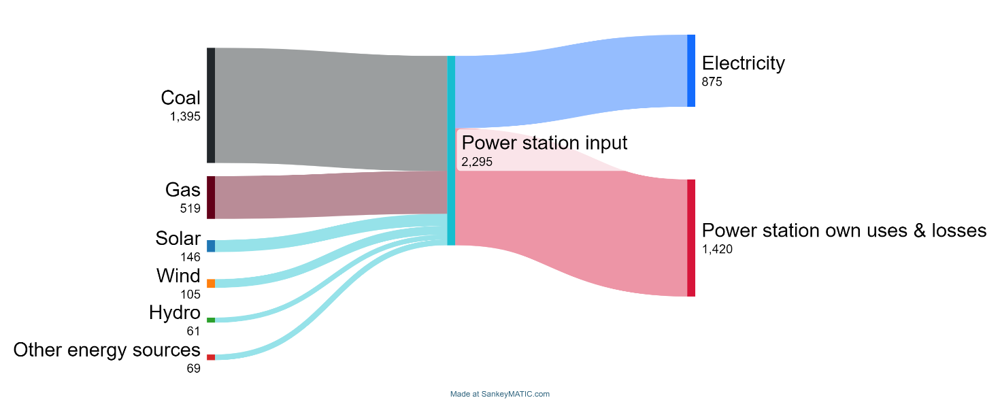 Coal
1,395
Gas
519
Solar
146
Wind
105
Hydro
61
Other energy sources
69
Power station input
2,295
Electricity
875
Power station own uses & losses
1,420
Made at SankeyMATIC.com